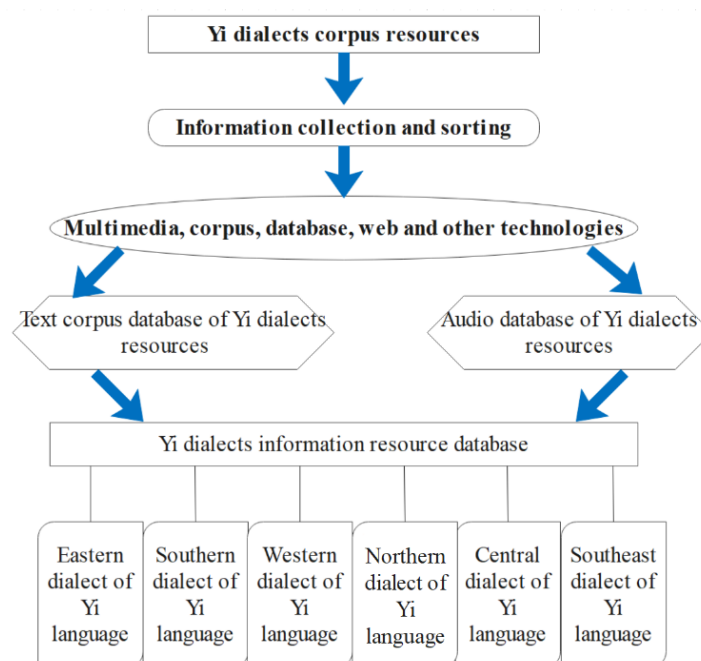 Yi dialects corpus resources
Information collection and sorting
Multimedia, corpus, database, web and other technologies
Text corpus database of Yi dialects
resources
Audio database of Yi dialects
resources
Yi dialects information resource database
Eastern
dialect of
Yi
language
Southern
dialect of
Yi
language
Western
dialect of
Yi
language
Northern
dialect of
Yi
language
Central
dialect of
Yi
language
Southeast
dialect of
Yi
language